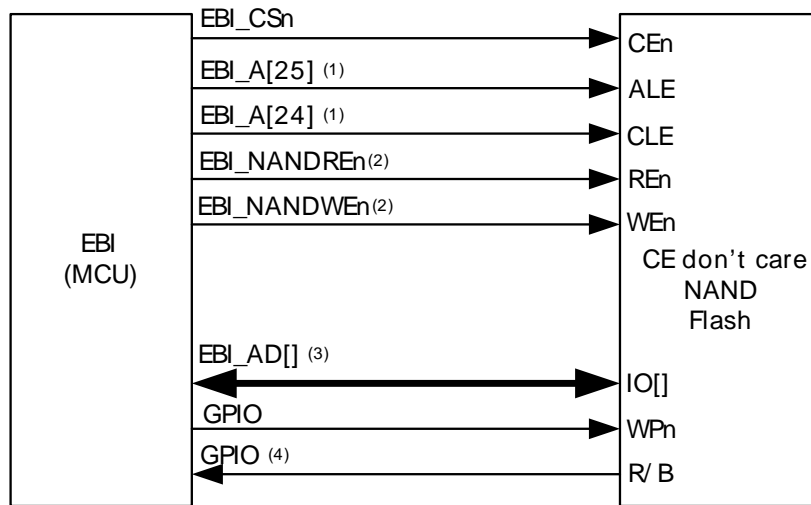 EBI_CSn
CEn
EBI_A[25] (1)
ALE
EBI_A[24] (1)
CLE
EBI_NANDREn(2)
REn
EBI_NANDWEn(2)
WEn
EBI
(MCU)
CE don't care
NAND
Flash
EBI_AD[] (3)
IO[]
GPIO
WPn
GPIO (4)
R/ B